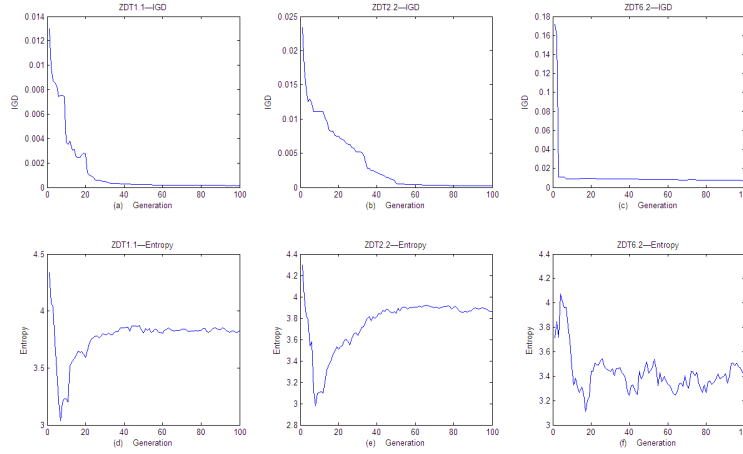 ZDT1.1—IGD
0.014
0.012
0.01
0.008
0.006
0.004
0.002
0
IGD
0 20 40 60 80 100
(a) Generation
ZDT2.2—IGD
0.025
0.02
0.015
0.01
0.005
0
IGD
0 20 40 60 80 100
(b) Generation
ZDT6.2—IGD
0.18
0.16
0.14
0.12
0.1
0.08
0.06
0.04
0.02
0
IGD
0 20 40 60 80 100
(c) Generation
ZDT1.1—Entropy
4.5
4
3.5
3
Entropy
0 20 40 60 80 100
(d) Generation
ZDT2.2—Entropy
4.4
4.2
4
3.8
3.6
3.4
3.2
3
2.8
Entropy
0 20 40 60 80 100
(e) Generation
ZDT6.2—Entropy
4.4
4.2
4
3.8
3.6
3.4
3.2
3
Entropy
0 20 40 60 80 100
(f) Generation